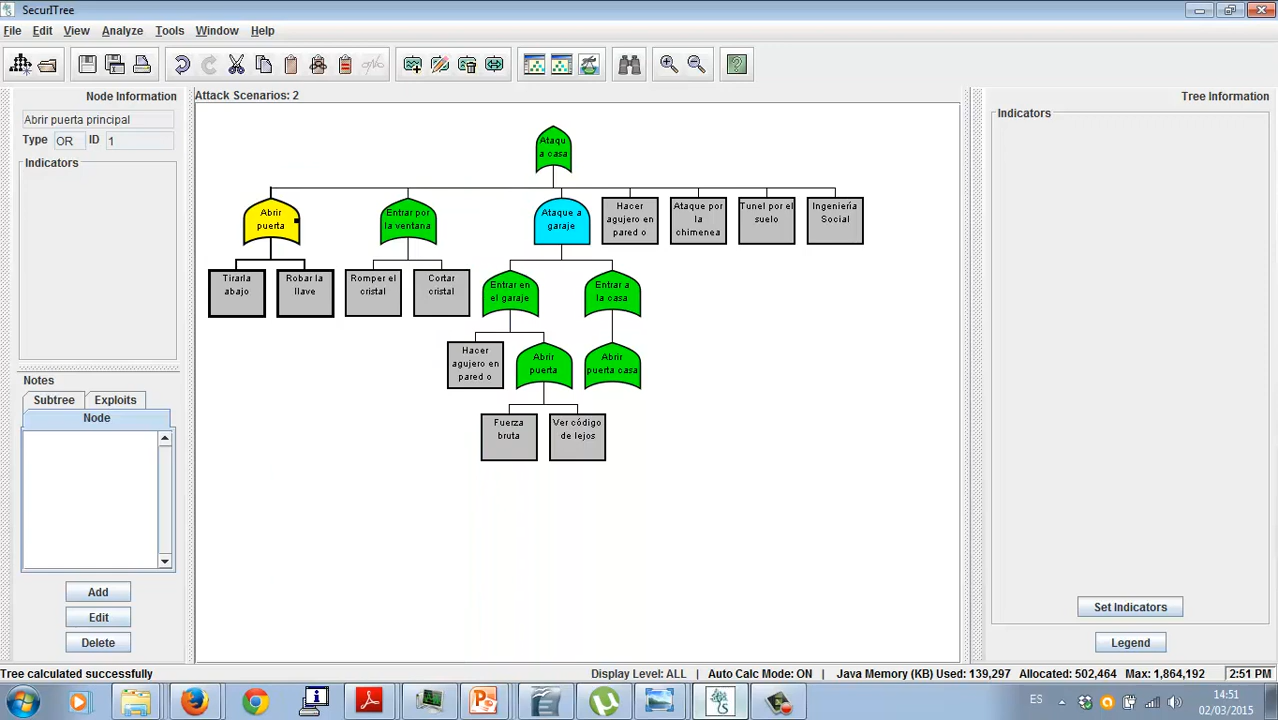 SecurITree
File Edit View Analyze Tools Window Help
Node Information
Abrir puerta principal
Type OR ID 1
Indicators
Notes
Subtree Exploits
Node
Add
Edit
Delete
Attack Scenarios: 2
Ataqu
a casa
Abrir
puerta
Entrar por
la ventana
Ataque a
garaje
Hacer
agujero en
pared o
Ataque por
la
chimenea
Tunel por el
suelo
Ingeniería
Social
Tirarla
abajo
Robar la
llave
Romper el
cristal
Cortar
cristal
Entrar en
el garaje
Entrar a
la casa
Hacer
agujero en
pared o
Abrir
puerta
Abrir
puerta casa
Fuerza
bruta
Ver código
de lejos
Tree Information
Indicators
Set Indicators
Legend
Tree calculated successfully
Display Level: ALL Auto Calc Mode: ON Java Memory (KB) Used: 139,297 Allocated: 502,464 Max: 1,864,192 2:51 PM
ES
14:51
02/03/2015